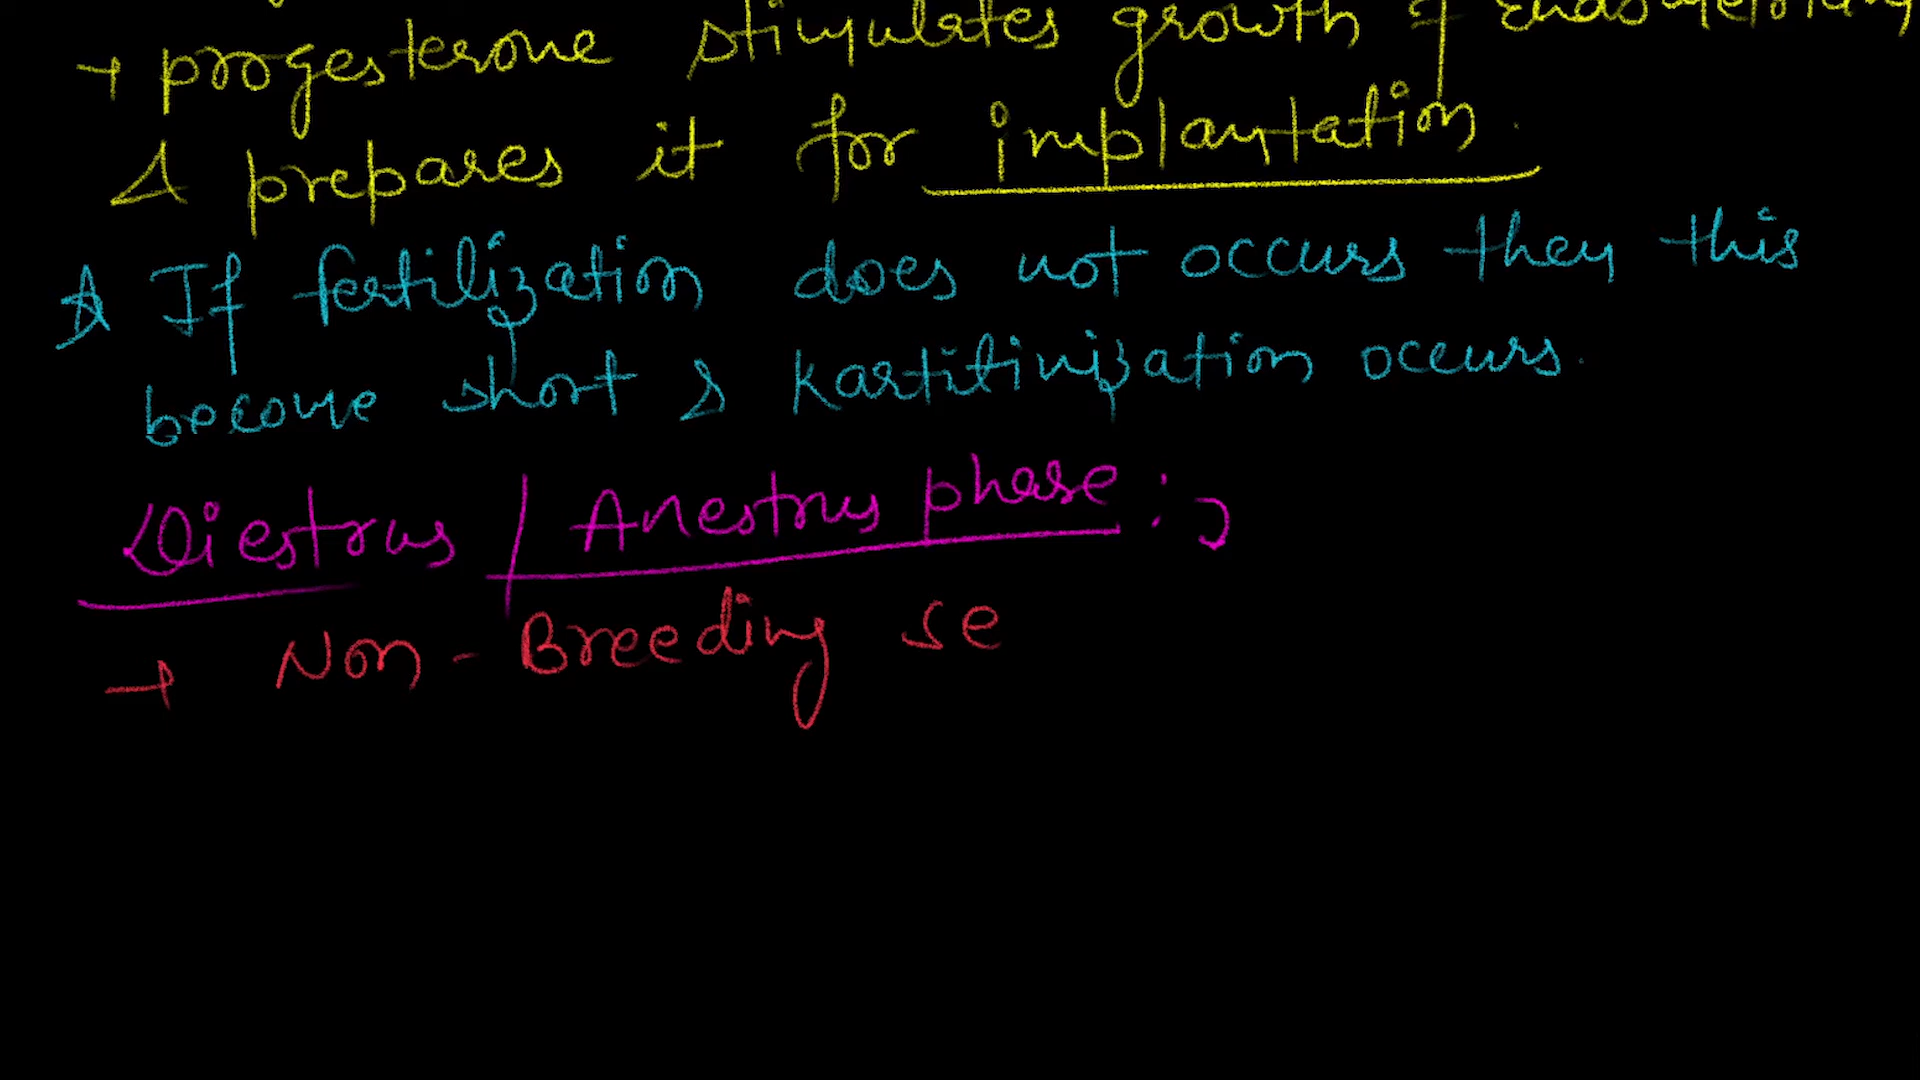 → progesterone stimulates growth of endometrium
& prepares it for implantation.
☆ If fertilization does not occurs then this
become short & kartitinization occurs.
Diestrus / Anestrus phase :-
→ Non-Breeding se